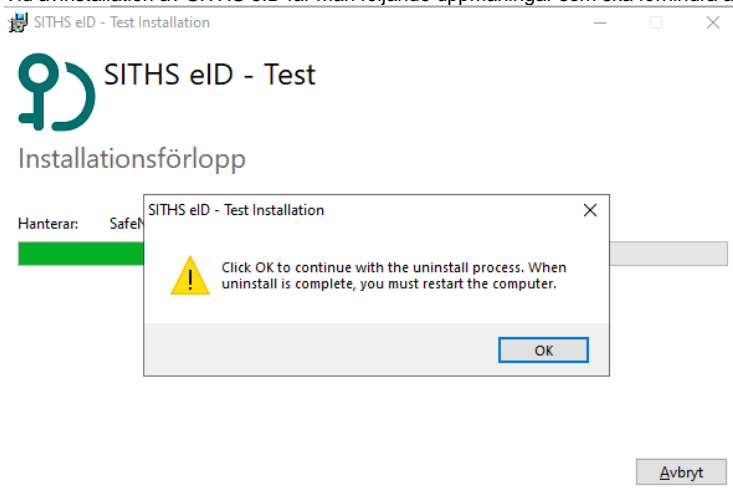 SITHS eID - Test Installation
SITHS eID - Test
Installationsförlopp
Hanterar: SafeN
SITHS eID - Test Installation
Click OK to continue with the uninstall process. When
uninstall is complete, you must restart the computer.
OK
Avbryt